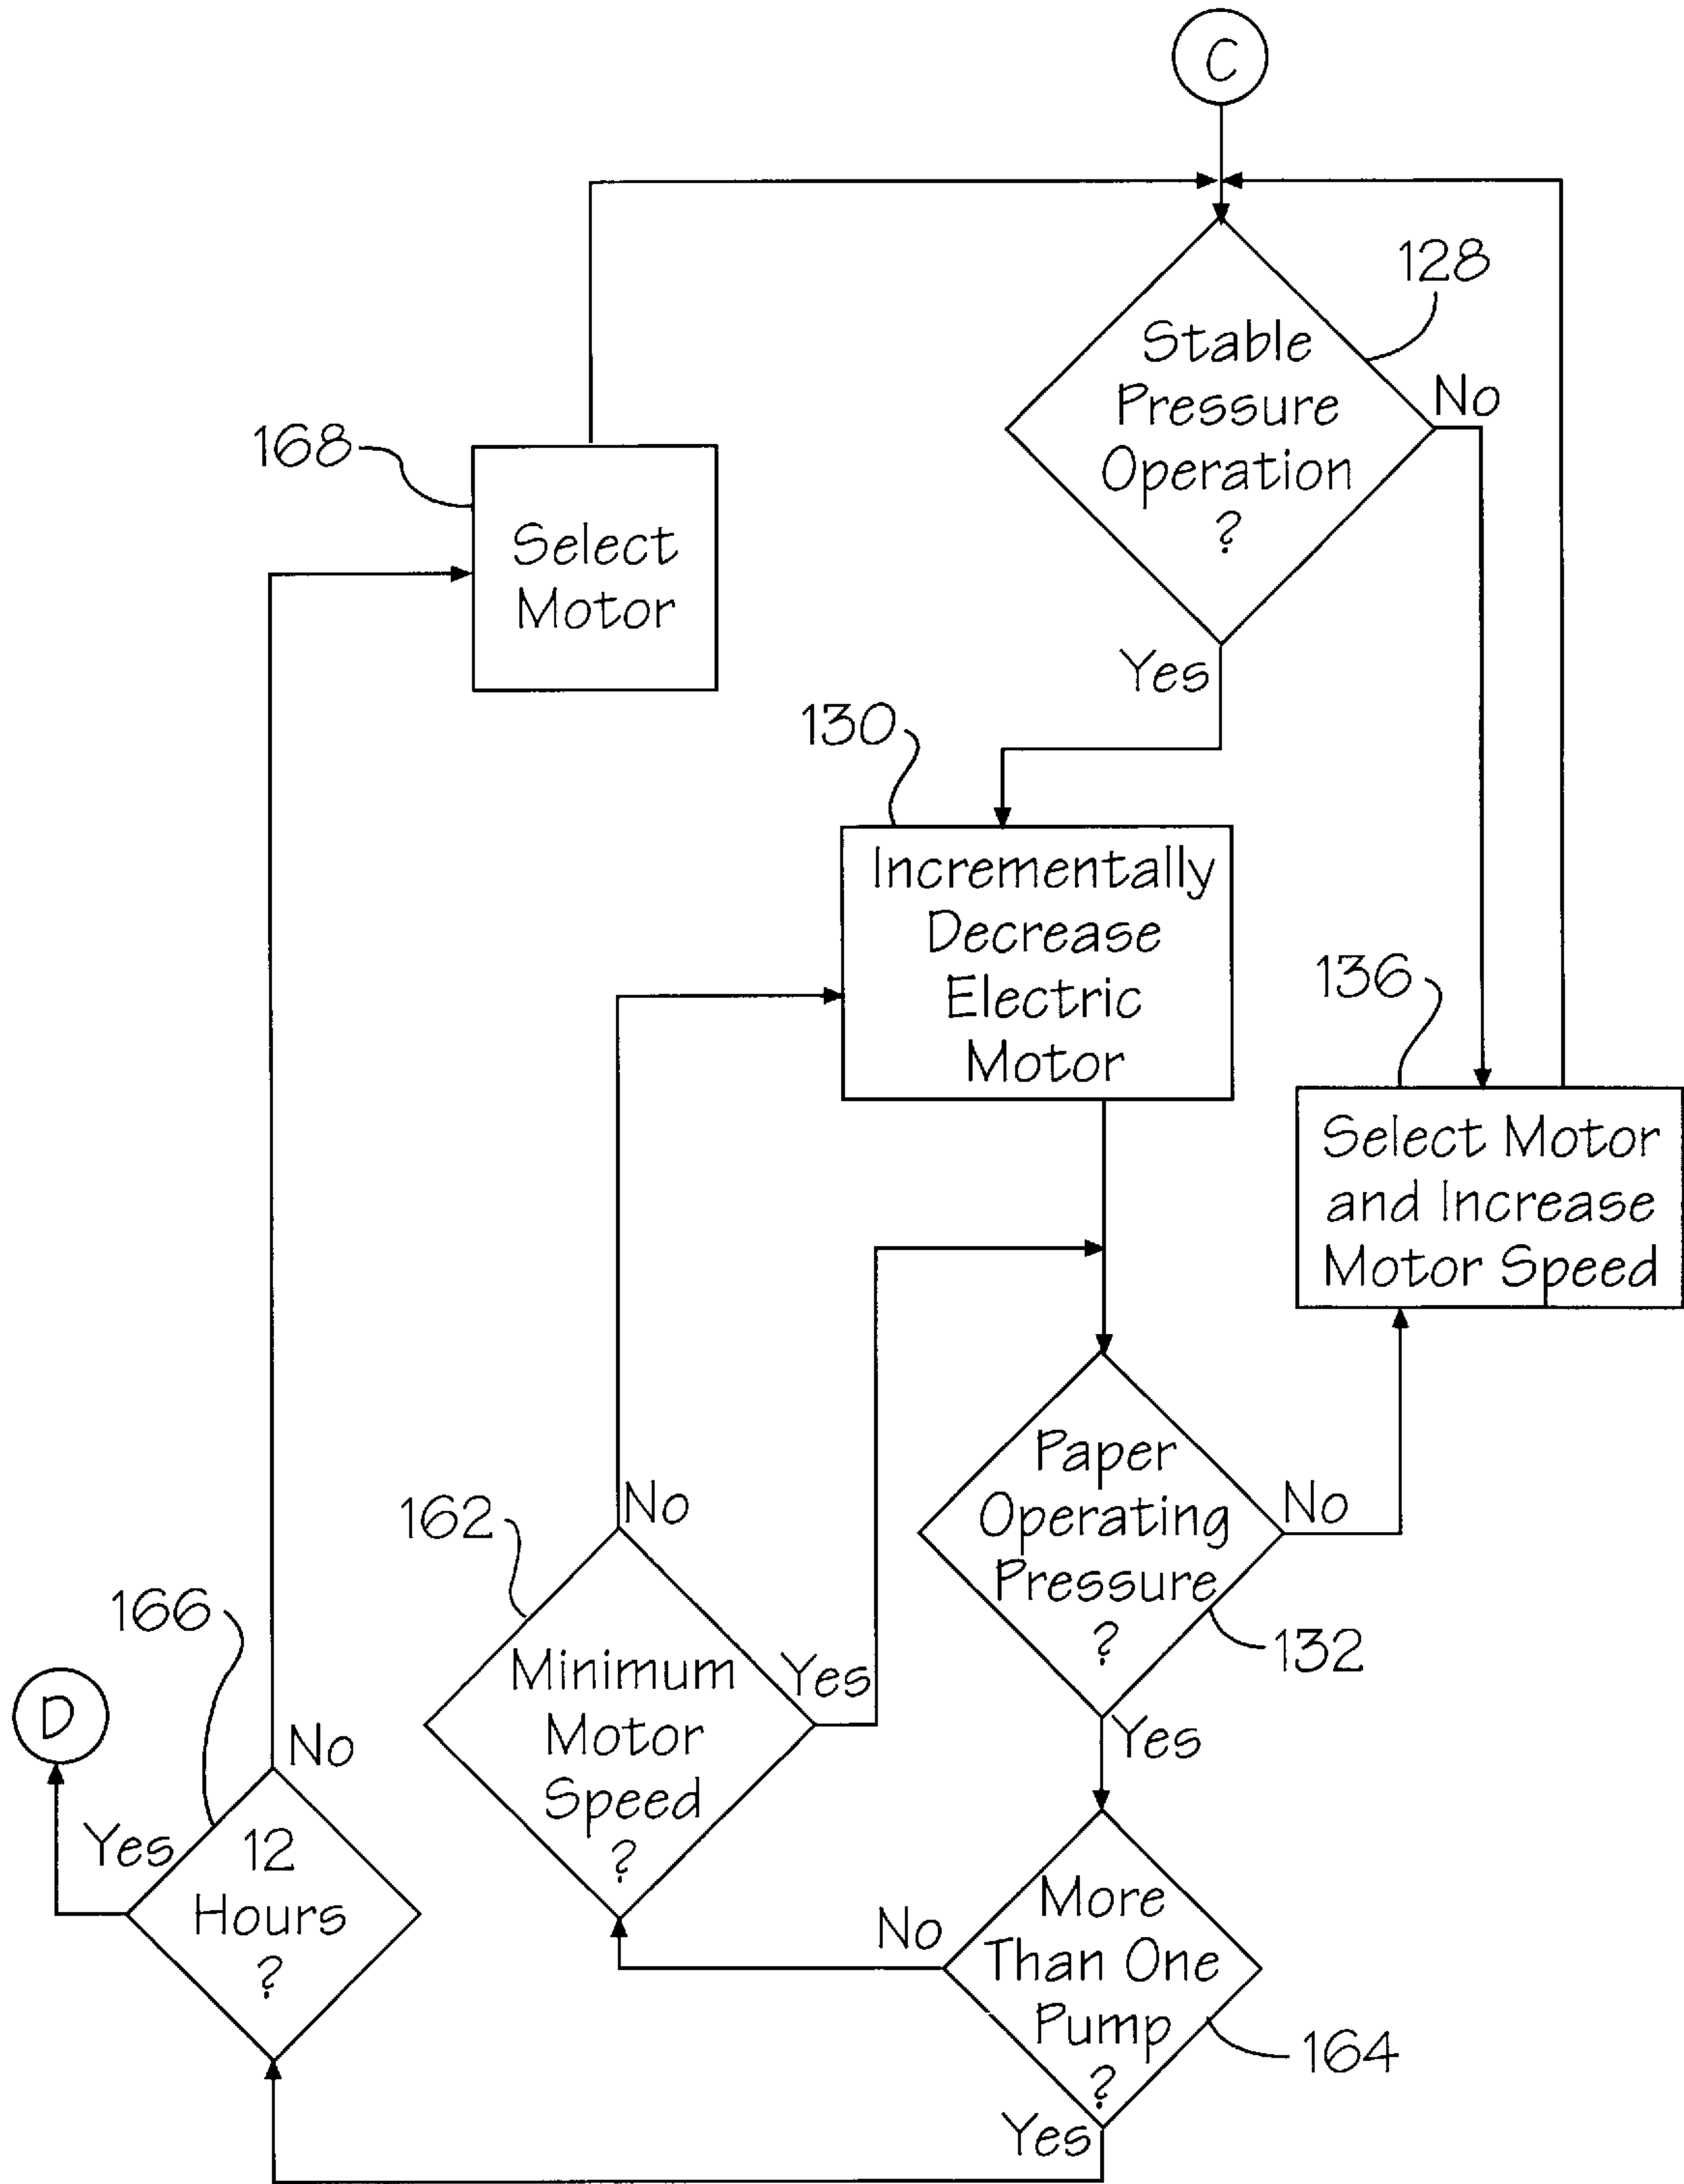 C
128
Stable
Pressure
Operation
?
No
Yes
168
Select
Motor
130
Incrementally
Decrease
Electric
Motor
136
Select Motor
and Increase
Motor Speed
Paper
Operating
Pressure
?
No
132
Yes
162
No
Minimum
Motor
Speed
?
Yes
166
D
No
Yes
12
Hours
?
No
More
Than One
Pump
?
164
Yes